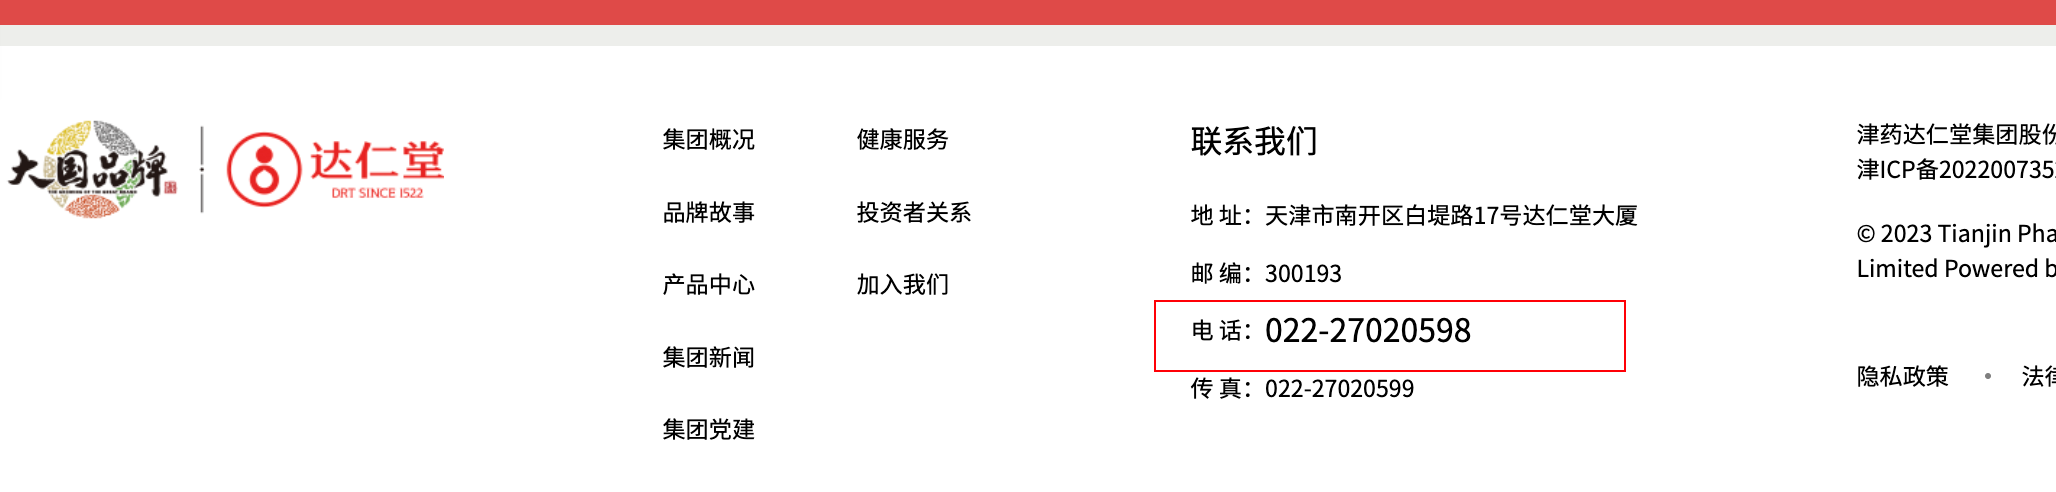 大国品牌
达仁堂
DRT SINCE 1522
集团概况
品牌故事
产品中心
集团新闻
集团党建
健康服务
投资者关系
加入我们
联系我们
地 址：天津市南开区白堤路17号达仁堂大厦
邮 编：300193
电 话：022-27020598
传 真：022-27020599
津药达仁堂集团股份
津ICP备202200735
© 2023 Tianjin Pha
Limited Powered b
隐私政策 • 法律